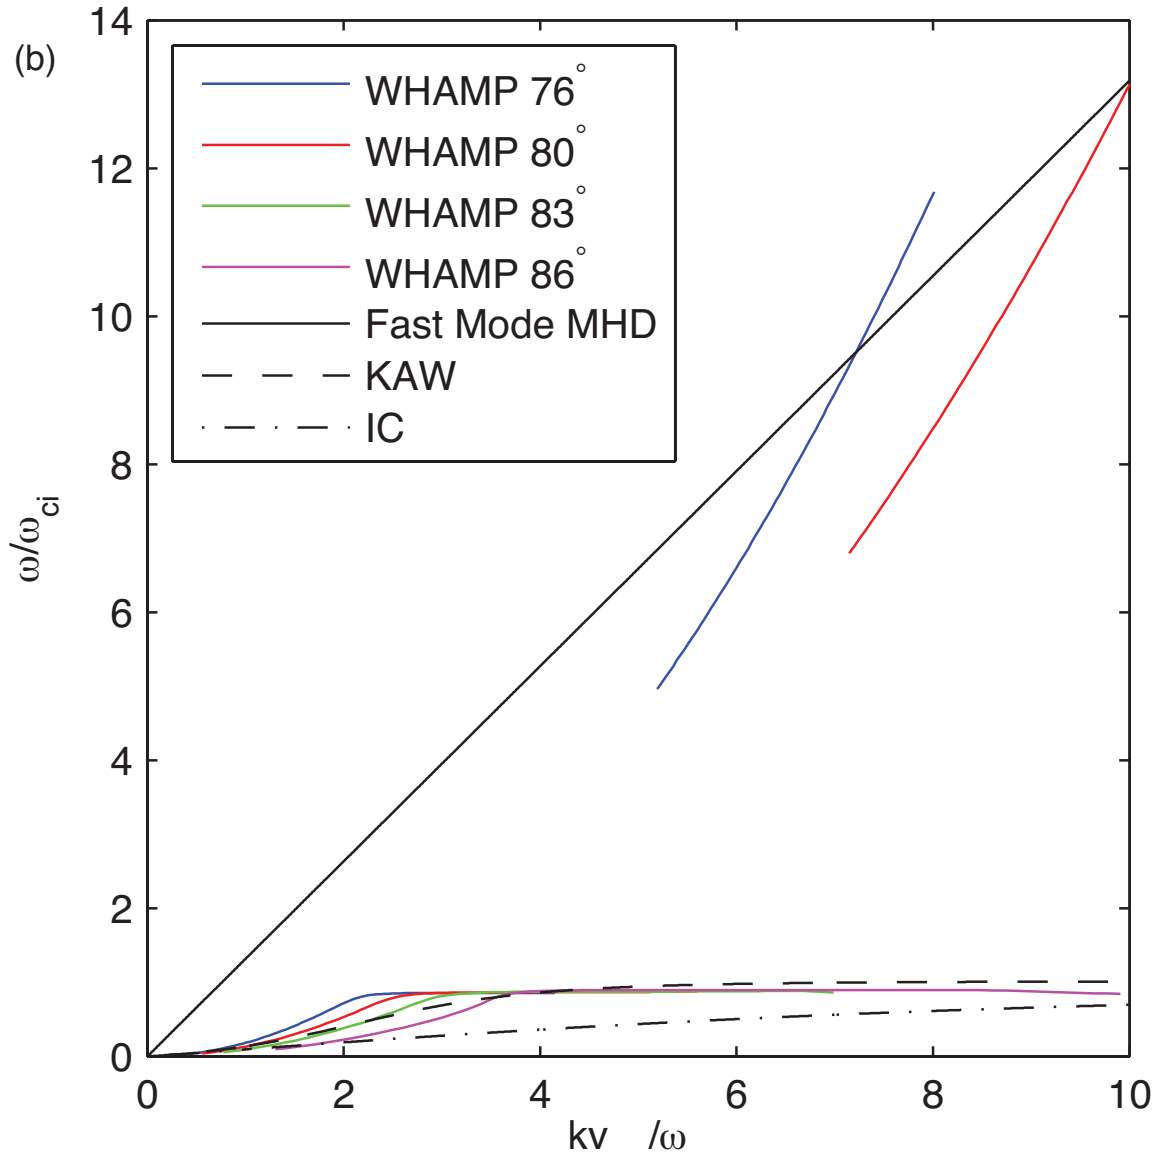 (b)
14
12
10
8
6
4
2
0
ω/ω_ci
WHAMP 76°
WHAMP 80°
WHAMP 83°
WHAMP 86°
Fast Mode MHD
KAW
IC
0 2 4 6 8 10
kv /ω